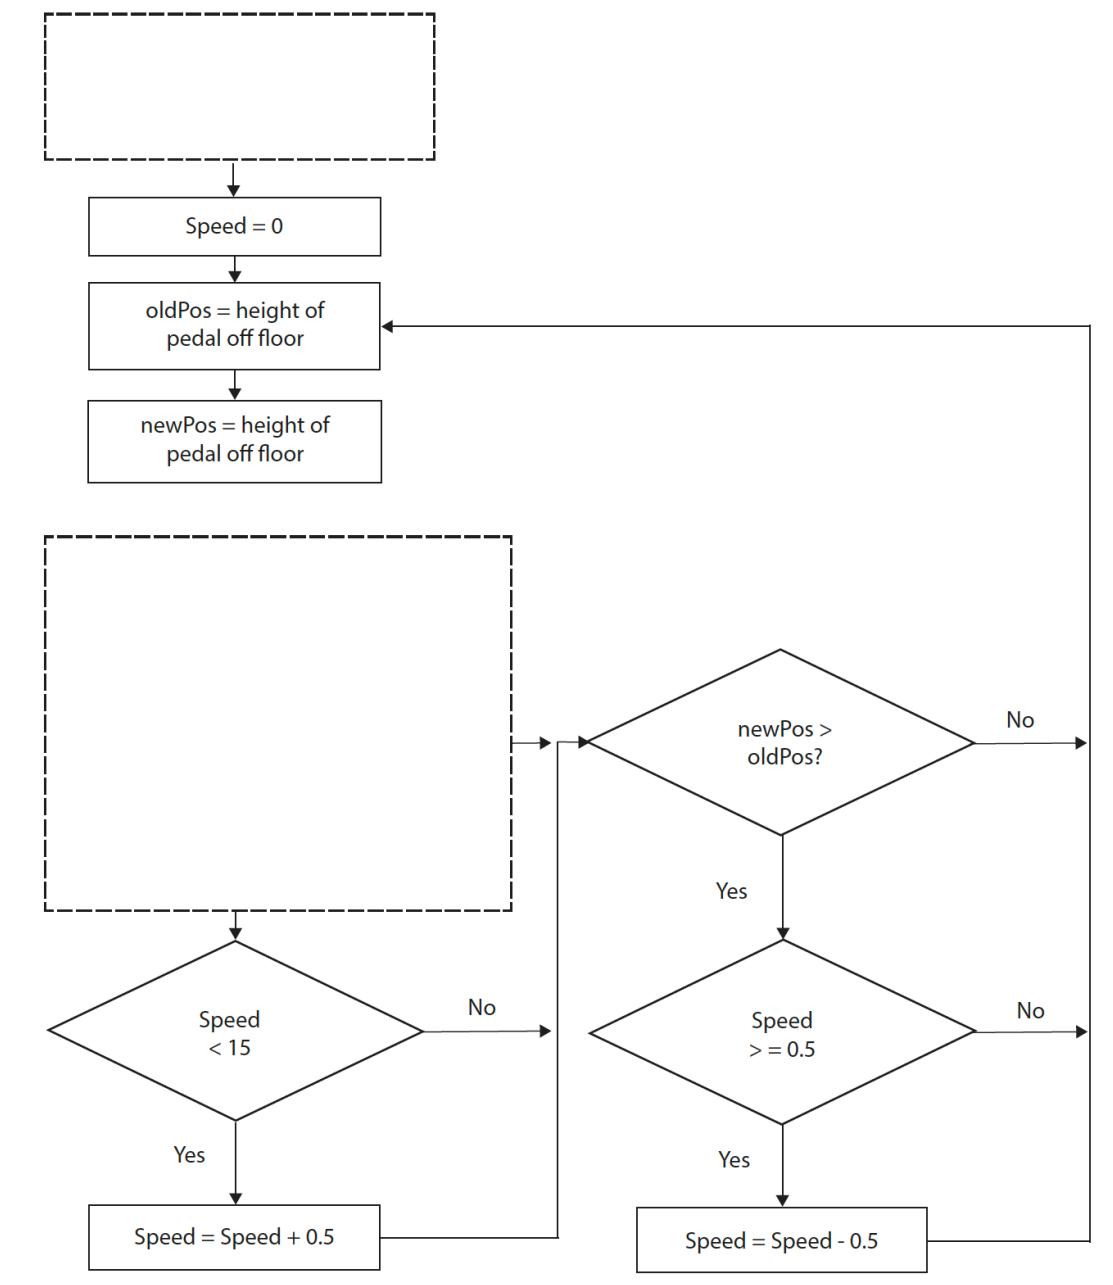 Speed = 0
oldPos = height of
pedal off floor
newPos = height of
pedal off floor
newPos >
oldPos?
No
Yes
Speed
< 15
No
Speed
> = 0.5
No
Yes
Yes
Speed = Speed + 0.5
Speed = Speed - 0.5